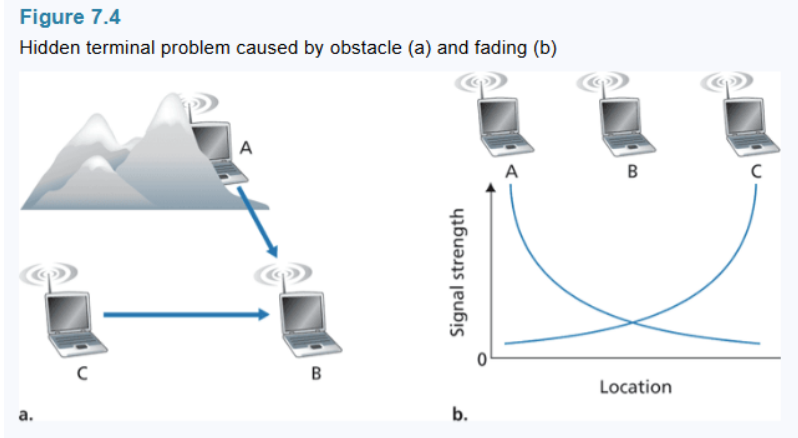 Figure 7.4
Hidden terminal problem caused by obstacle (a) and fading (b)
A
C
B
a.
A
B
C
Signal strength
0
Location
b.